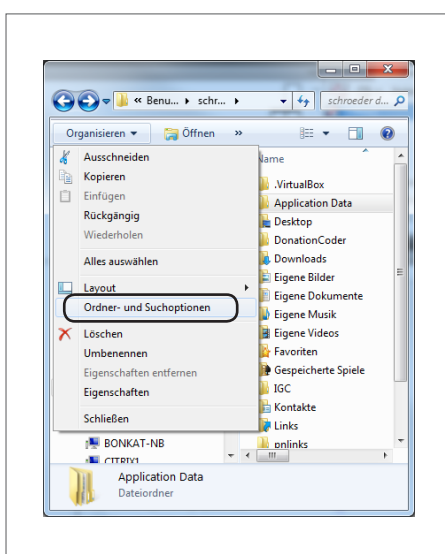 « Benu... ▸ schr... ▸
schroeder d...
Organisieren
Öffnen
»
Ausschneiden
Kopieren
Einfügen
Rückgängig
Wiederholen
Alles auswählen
Layout
Ordner- und Suchoptionen
Löschen
Umbenennen
Eigenschaften entfernen
Eigenschaften
Schließen
BONKAT-NB
CITRIX1
Name
.VirtualBox
Application Data
Desktop
DonationCoder
Downloads
Eigene Bilder
Eigene Dokumente
Eigene Musik
Eigene Videos
Favoriten
Gespeicherte Spiele
IGC
Kontakte
Links
pnlinks
Application Data
Dateiordner